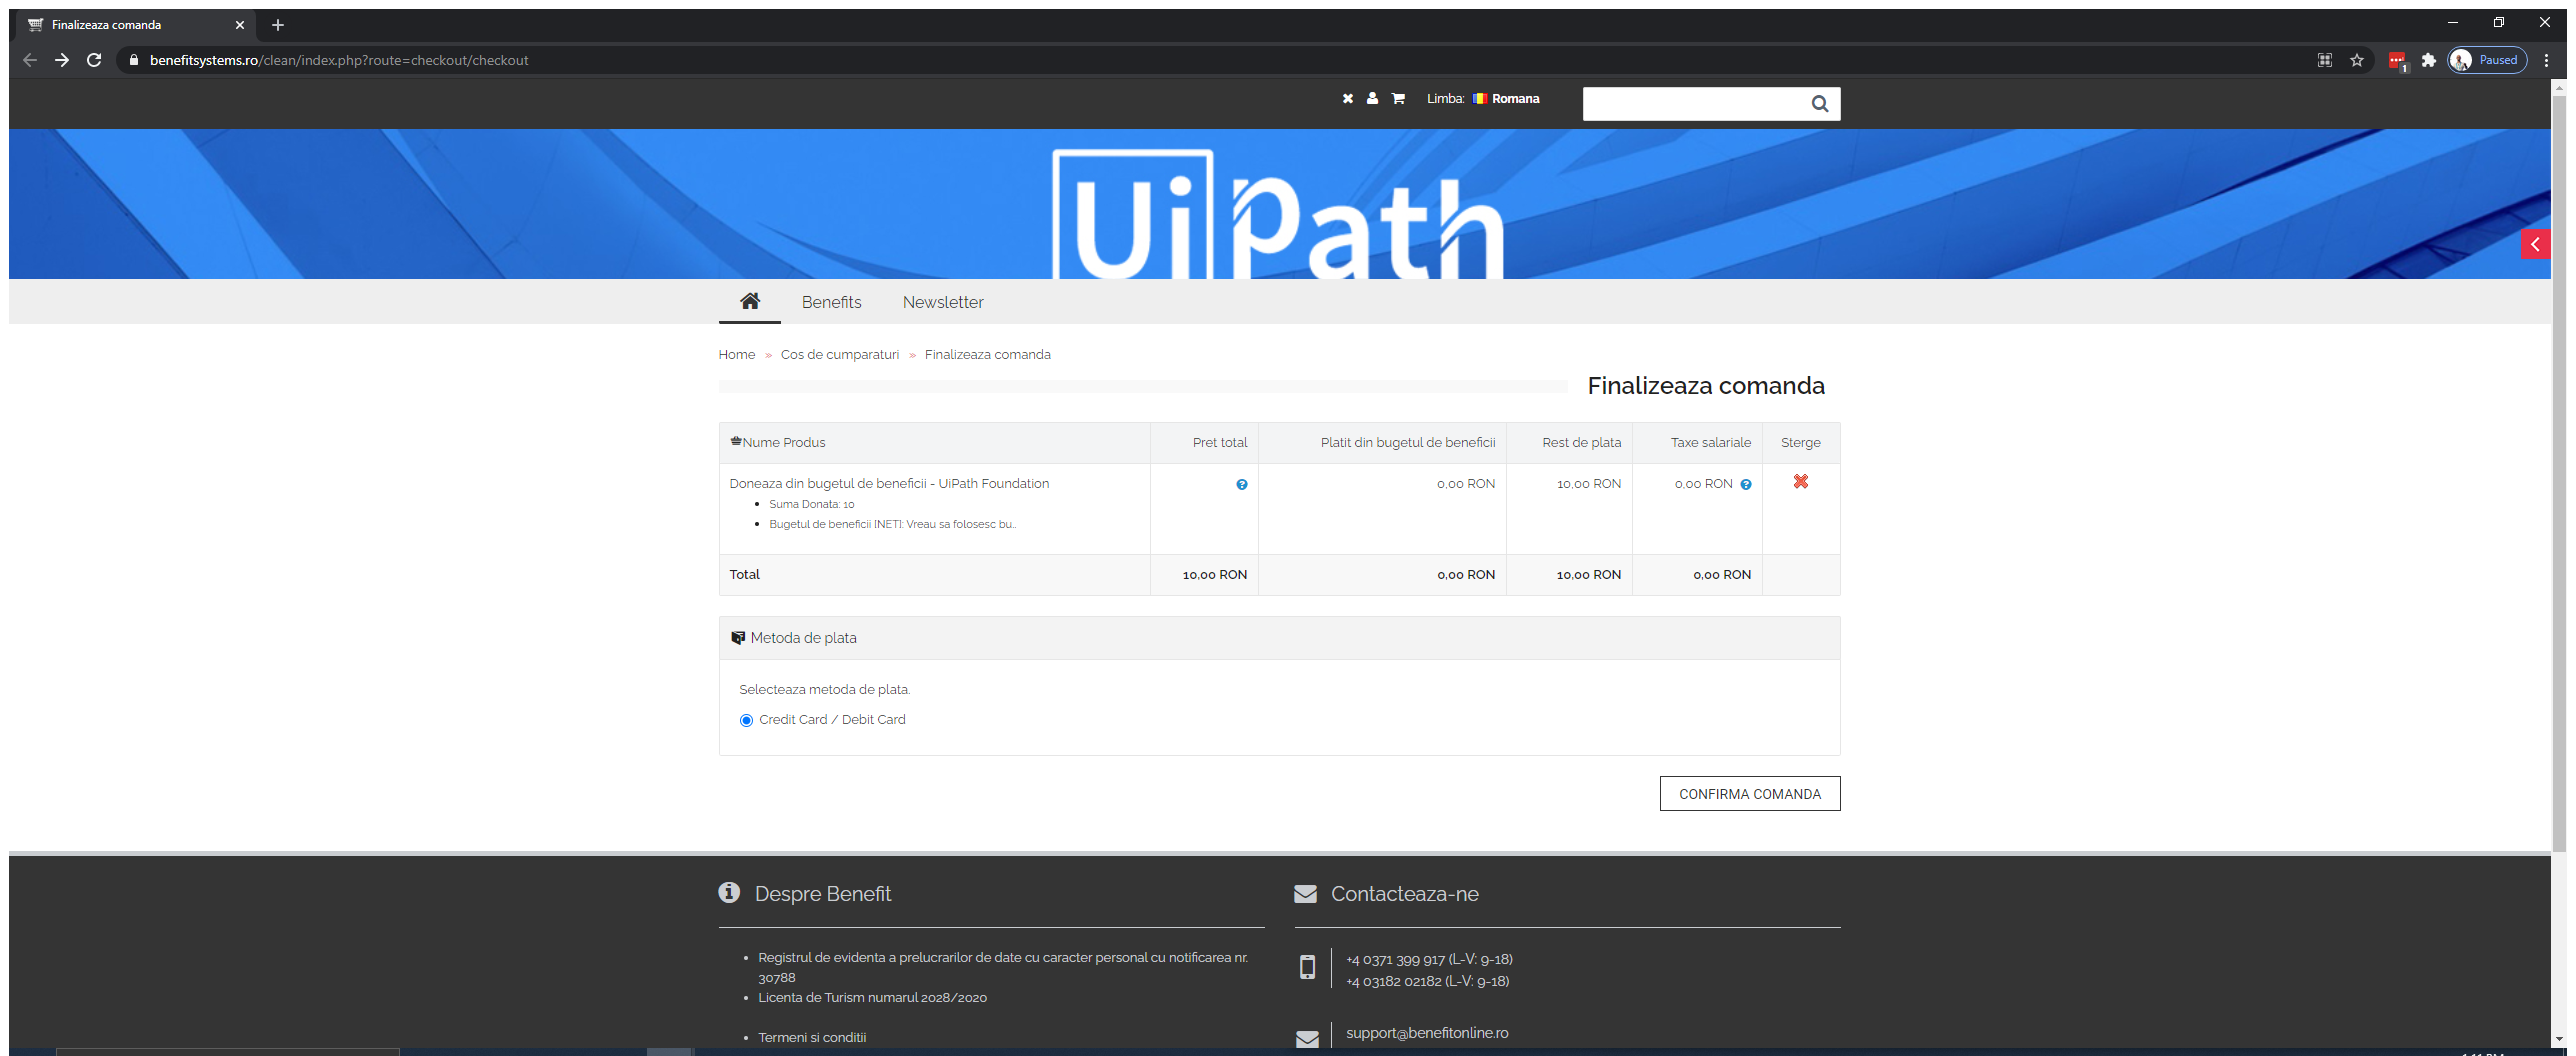 Finalizeaza comanda
benefitsystems.ro/clean/index.php?route=checkout/checkout
1
Paused
Limba: Romana
UiPath
Benefits
Newsletter
Home » Cos de cumparaturi » Finalizeaza comanda
Finalizeaza comanda
Nume Produs
Pret total
Platit din bugetul de beneficii
Rest de plata
Taxe salariale
Sterge
Doneaza din bugetul de beneficii - UiPath Foundation
0,00 RON
10,00 RON
0,00 RON
Suma Donata: 10
Bugetul de beneficii [NET]: Vreau sa folosesc bu..
Total
10,00 RON
0,00 RON
10,00 RON
0,00 RON
Metoda de plata
Selecteaza metoda de plata.
Credit Card / Debit Card
CONFIRMA COMANDA
Despre Benefit
Registrul de evidenta a prelucrarilor de date cu caracter personal cu notificarea nr.
30788
Licenta de Turism numarul 2028/2020
Termeni si conditii
Contacteaza-ne
+4 0371 399 917 (L-V: 9-18)
+4 03182 02182 (L-V: 9-18)
support@benefitonline.ro